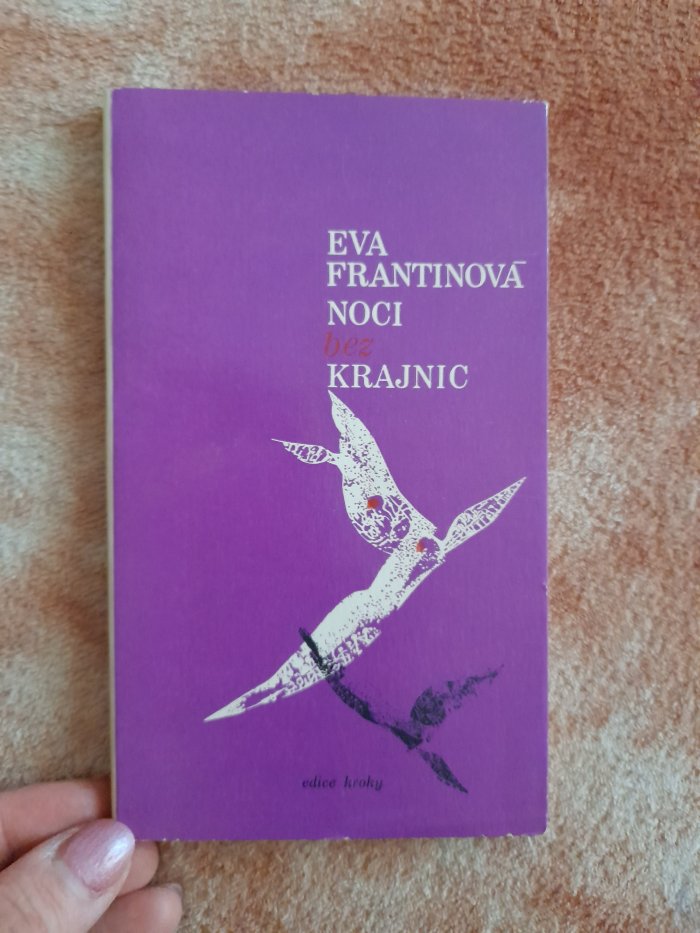 EVA
FRANTINOVÁ
NOCI
bez
KRAJNIC
edice kroky